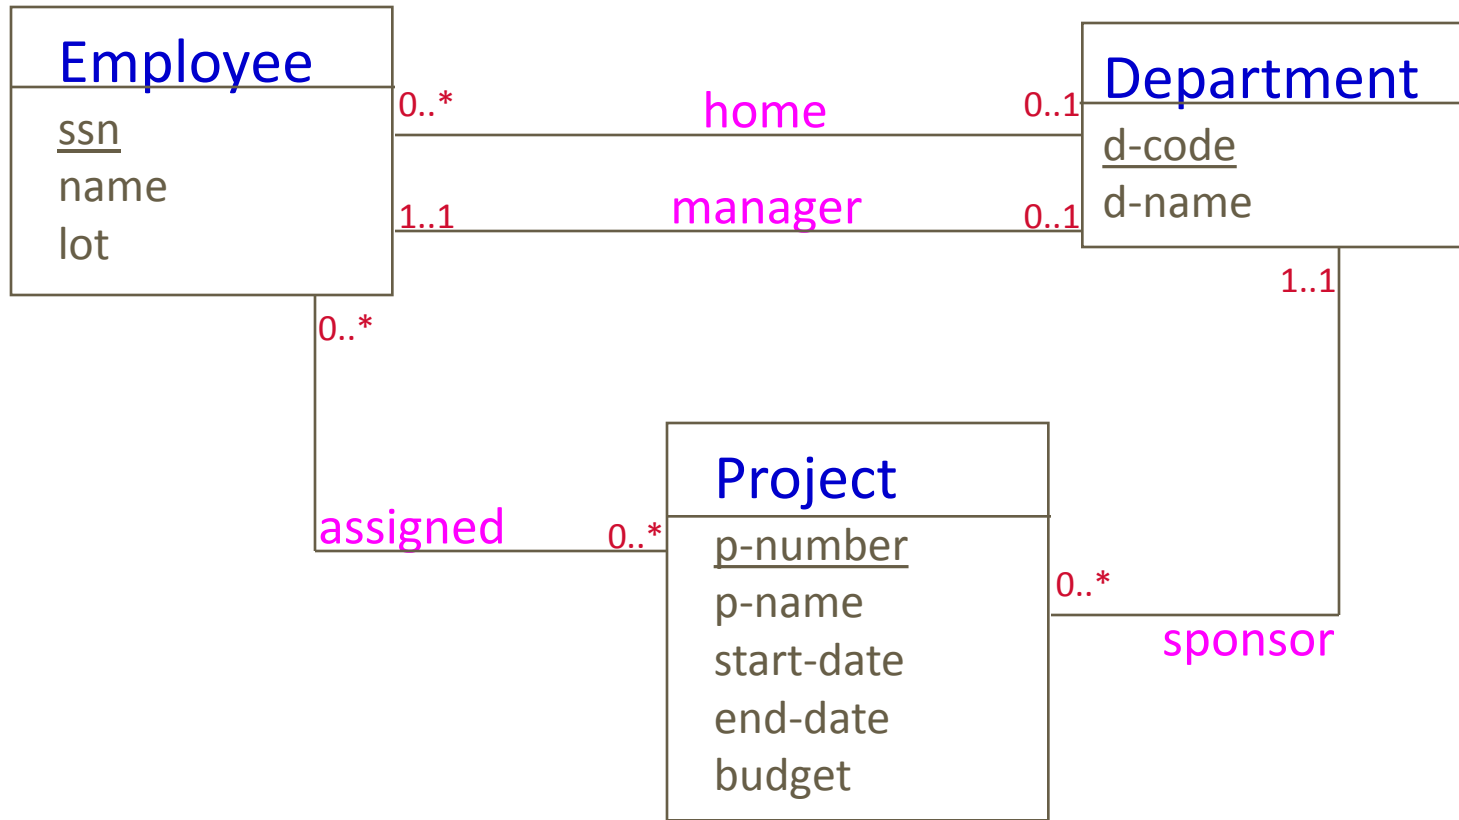 Employee
ssn
name
lot
0..*
home
0..1
1..1
manager
0..1
Department
d-code
d-name
1..1
0..*
assigned
0..*
Project
p-number
p-name
start-date
end-date
budget
0..*
sponsor